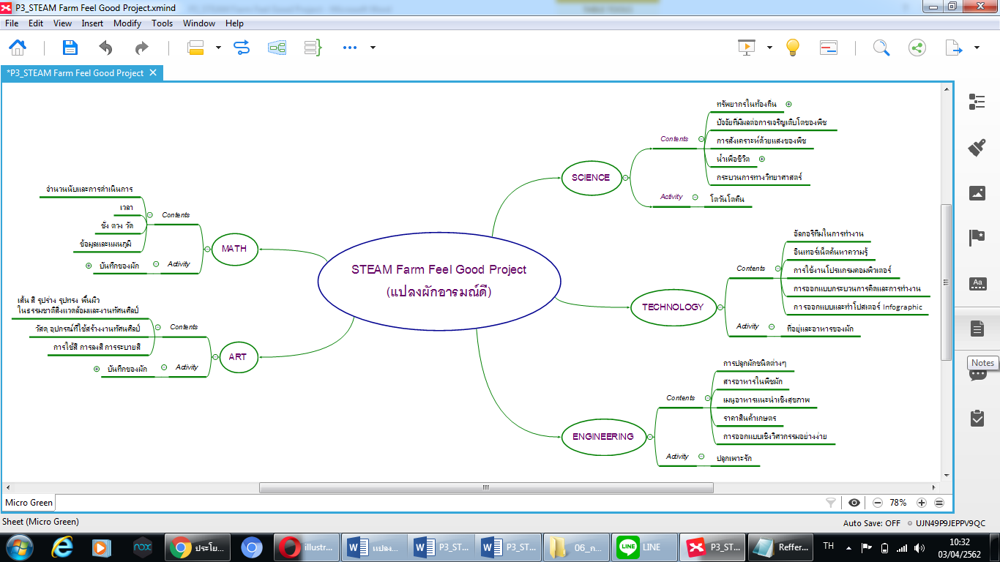 P3_STEAM Farm Feel Good Project.xmind
File Edit View Insert Modify Tools Window Help
*P3_STEAM Farm Feel Good Project
STEAM Farm Feel Good Project
(แปลงผักอารมณ์ดี)
SCIENCE
Contents
ทรัพยากรในท้องถิ่น
ปัจจัยที่มีผลต่อการเจริญเติบโตของพืช
การสังเคราะห์ด้วยแสงของพืช
น้ำเพื่อชีวิต
กระบวนการทางวิทยาศาสตร์
Activity
โตวันโตคืน
TECHNOLOGY
Contents
อัลกอริทึมในการทำงาน
อินเทอร์เน็ตค้นหาความรู้
การใช้งานโปรแกรมคอมพิวเตอร์
การออกแบบกระบวนการคิดและการทำงาน
การออกแบบและทำโปสเตอร์ Infographic
Activity
ที่อยู่และอาหารของผัก
ENGINEERING
Contents
การปลูกผักชนิดต่างๆ
สารอาหารในพืชผัก
เมนูอาหารแนะนำเชิงสุขภาพ
ราคาสินค้าเกษตร
การออกแบบเชิงวิศวกรรมอย่างง่าย
Activity
ปลูกเพาะรัก
MATH
Contents
จำนวนนับและการดำเนินการ
เวลา
ชั่ง ตวง วัด
ข้อมูลและแผนภูมิ
Activity
บันทึกของผัก
ART
Contents
เส้น สี รูปร่าง รูปทรง พื้นผิว
ในธรรมชาติสิ่งแวดล้อมและงานทัศนศิลป์
วัสดุ อุปกรณ์ที่ใช้สร้างงานทัศนศิลป์
การใช้สี การลงสี การระบายสี
Activity
บันทึกของผัก
Notes
Micro Green
78%
Sheet (Micro Green)
Auto Save: OFF
UJN49P9JEPPV9QC
nox
ประโย...
illustr...
แปลง...
P3_ST...
P3_ST...
06_ก...
LINE
P3_ST...
Reffer...
TH
10:32
03/04/2562